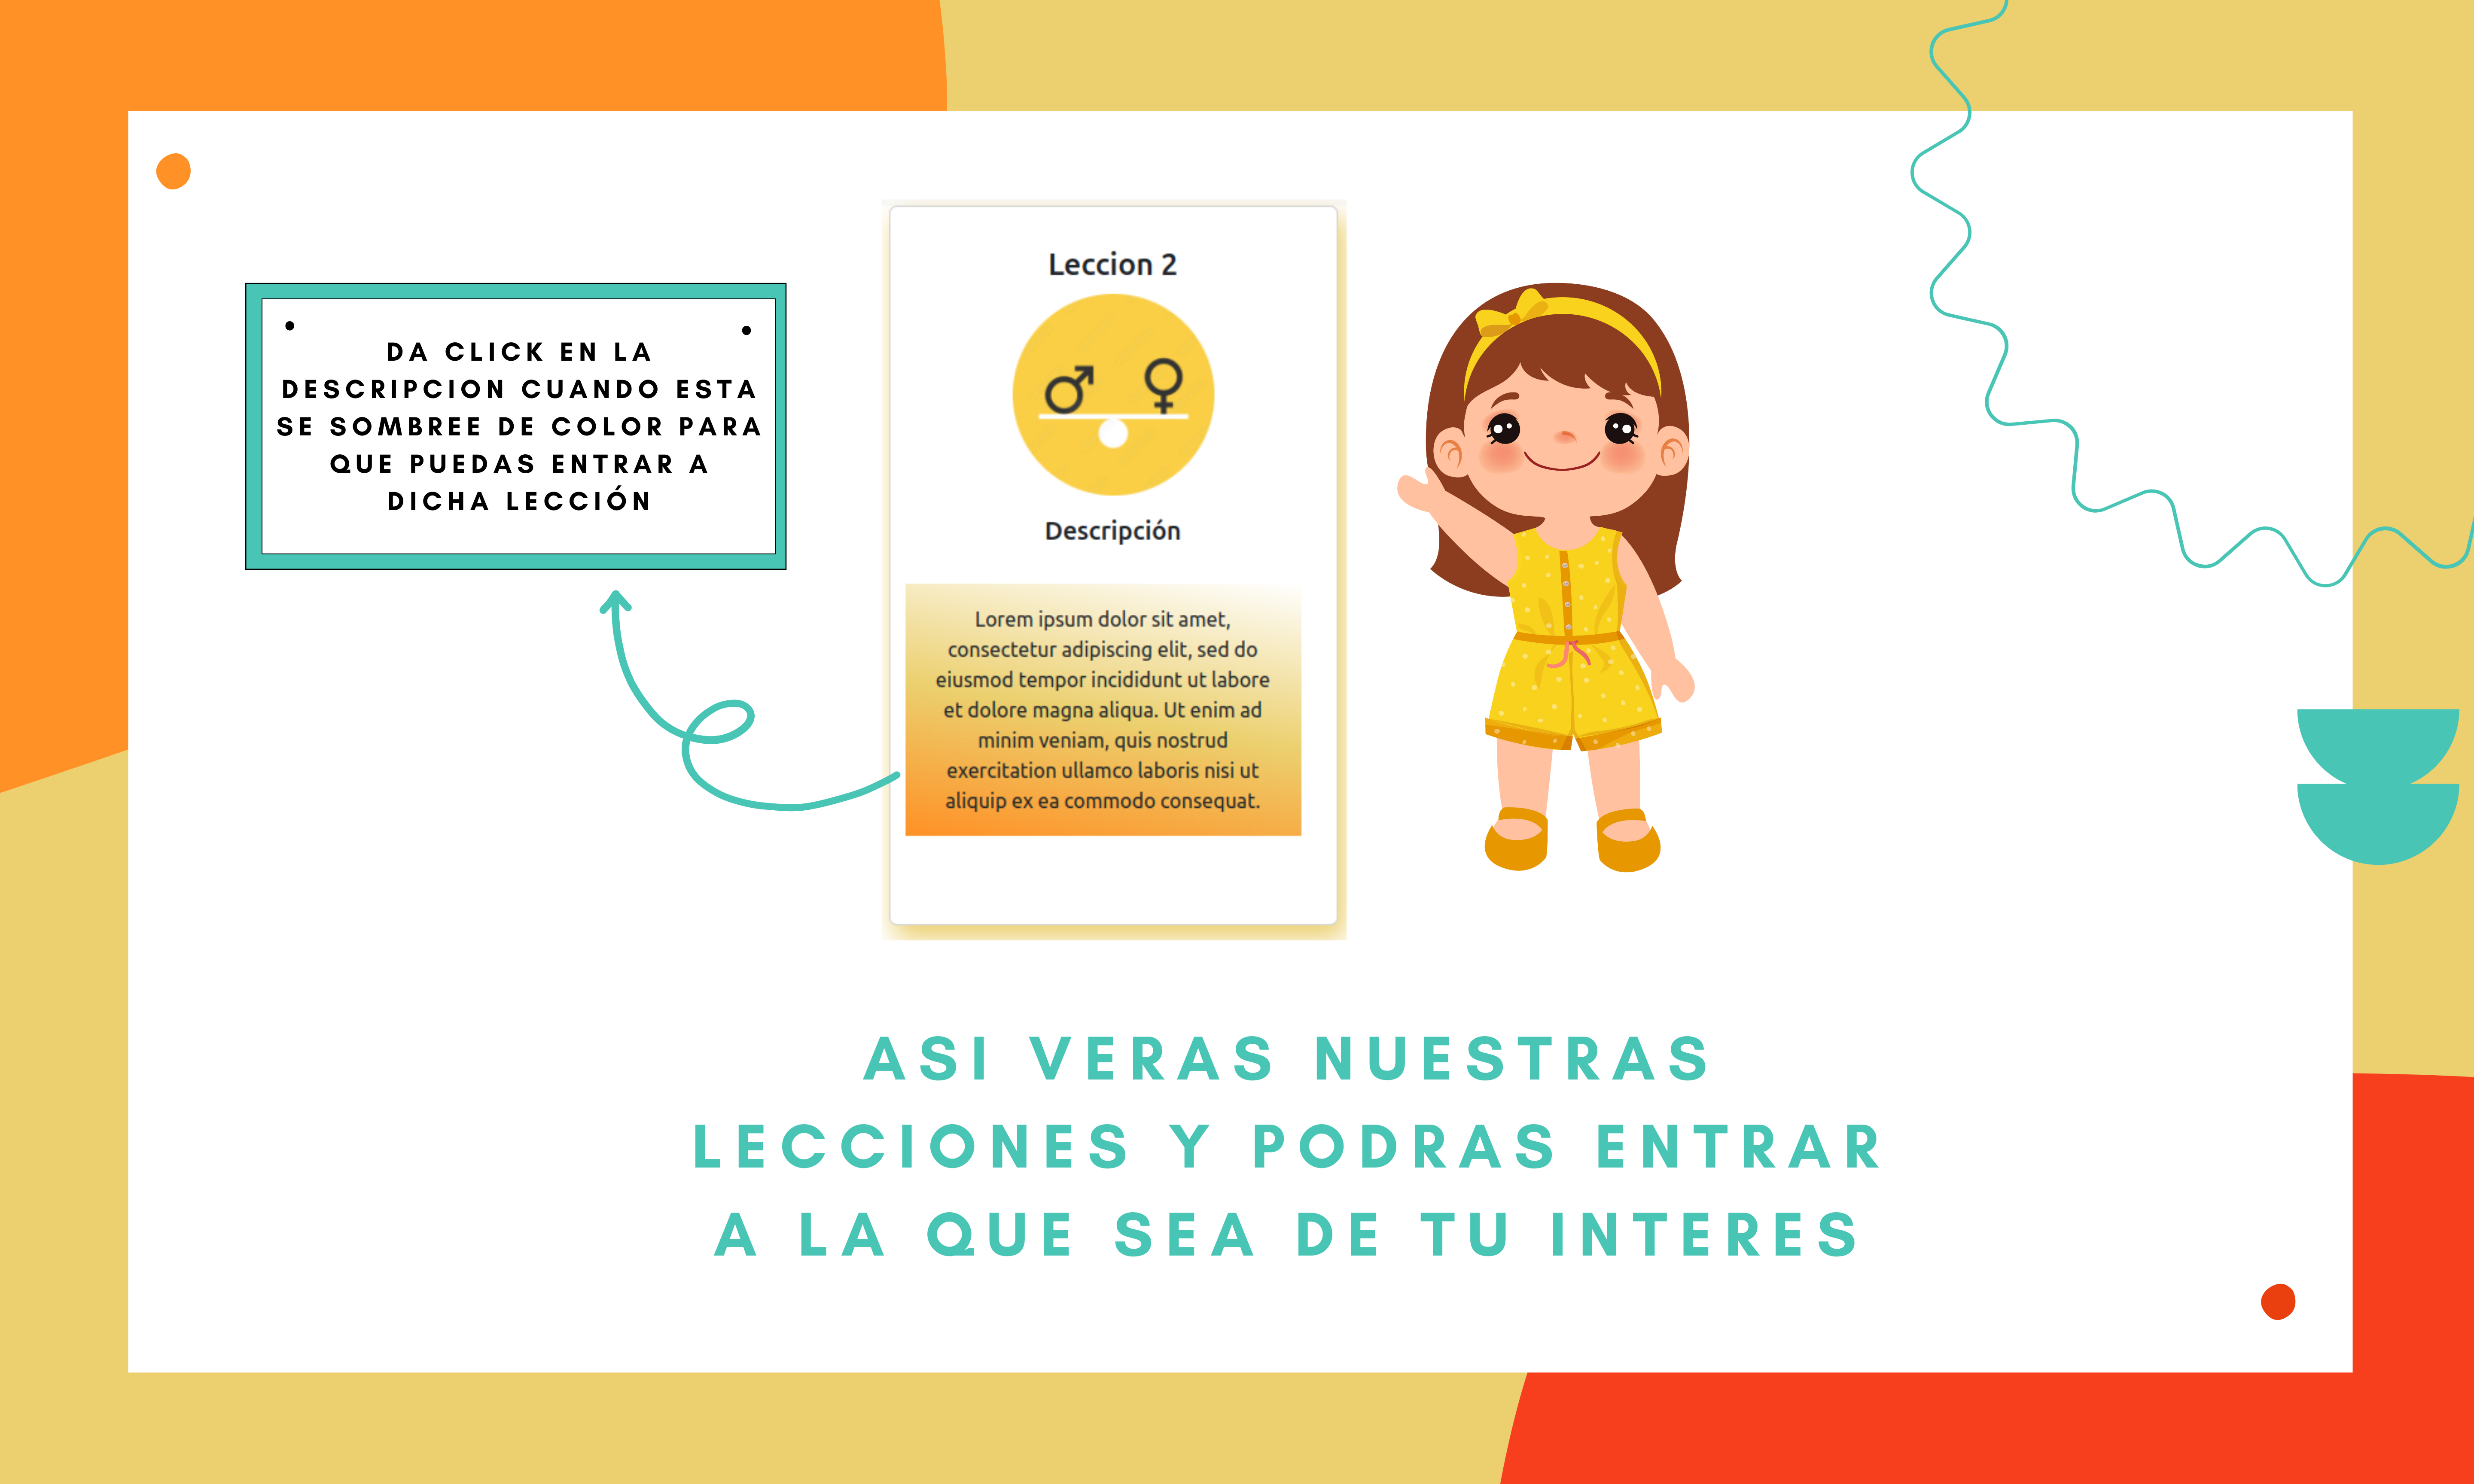 DA CLICK EN LA
DESCRIPCION CUANDO ESTA
SE SOMBREE DE COLOR PARA
QUE PUEDAS ENTRAR A
DICHA LECCIÓN
Leccion 2
Descripción
Lorem ipsum dolor sit amet,
consectetur adipiscing elit, sed do
eiusmod tempor incididunt ut labore
et dolore magna aliqua. Ut enim ad
minim veniam, quis nostrud
exercitation ullamco laboris nisi ut
aliquip ex ea commodo consequat.
ASI VERAS NUESTRAS
LECCIONES Y PODRAS ENTRAR
A LA QUE SEA DE TU INTERES